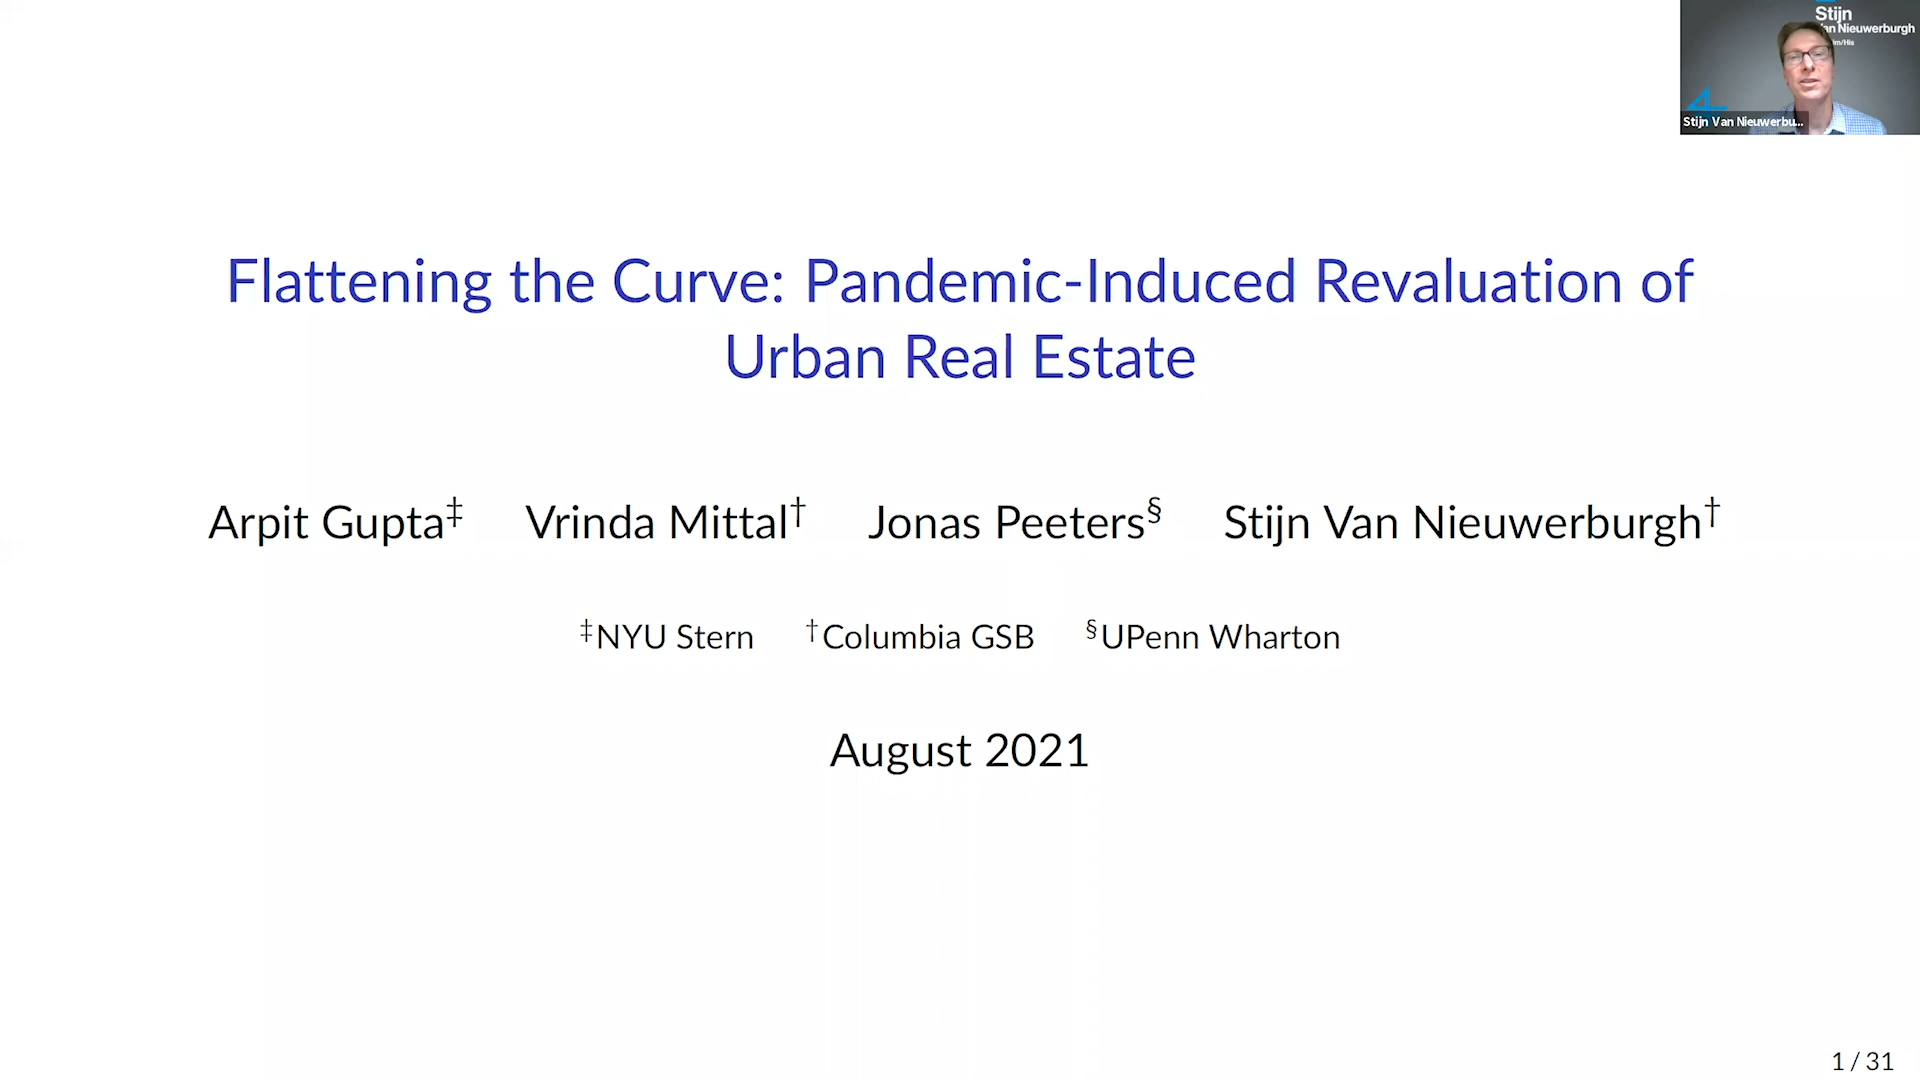 Stijn
Van Nieuwerburgh
Stijn Van Nieuwerbu...
Flattening the Curve: Pandemic-Induced Revaluation of
Urban Real Estate
Arpit Gupta‡ Vrinda Mittal† Jonas Peeters§ Stijn Van Nieuwerburgh†
‡NYU Stern †Columbia GSB §UPenn Wharton
August 2021
1 / 31